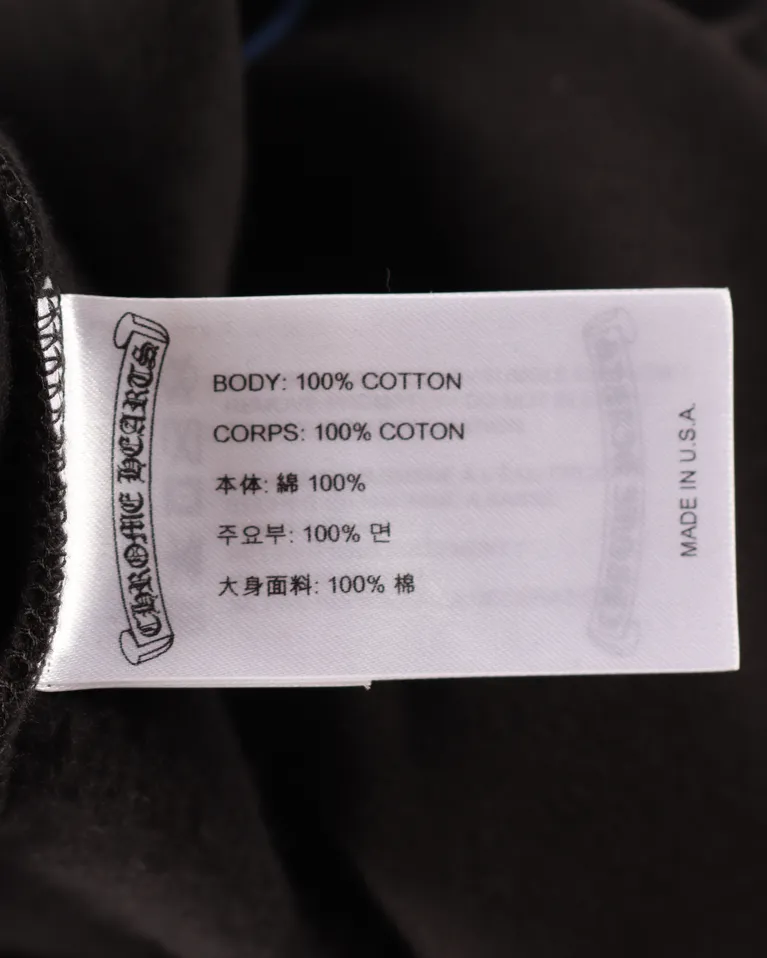 CHROME HEARTS
BODY: 100% COTTON
CORPS: 100% COTON
本体: 綿 100%
주요부: 100% 면
大身面料: 100% 棉
MADE IN U.S.A.